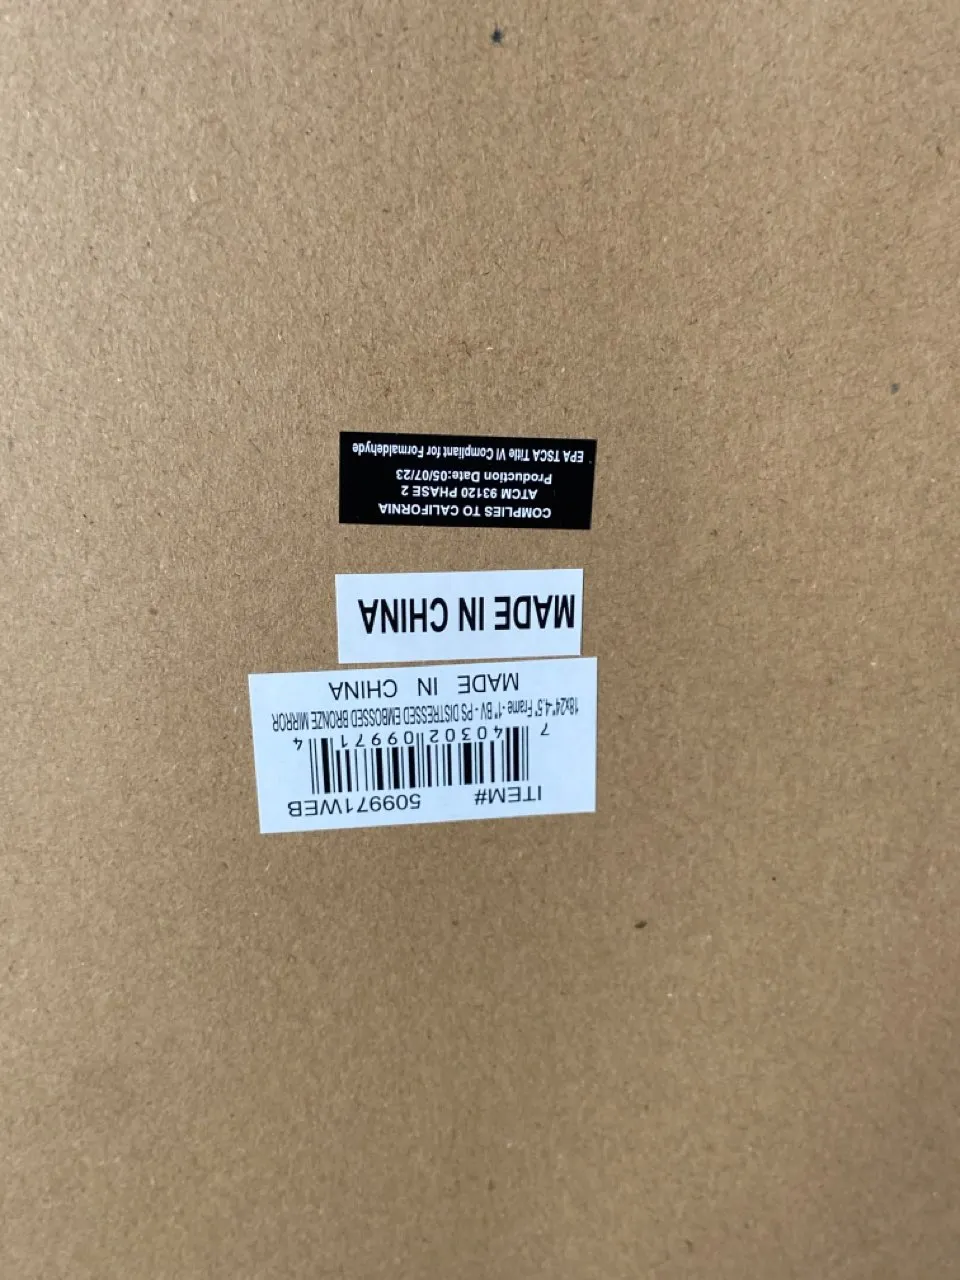 ITEM# 509971WEB
7 40302 09971 4
18x24"-4.5" Frame -1" BV - PS DISTRESSED EMBOSSED BRONZE MIRROR
MADE IN CHINA
MADE IN CHINA
COMPLIES TO CALIFORNIA
ATCM 93120 PHASE 2
Production Date:05/07/23
EPA TSCA Title VI Compliant for Formaldehyde